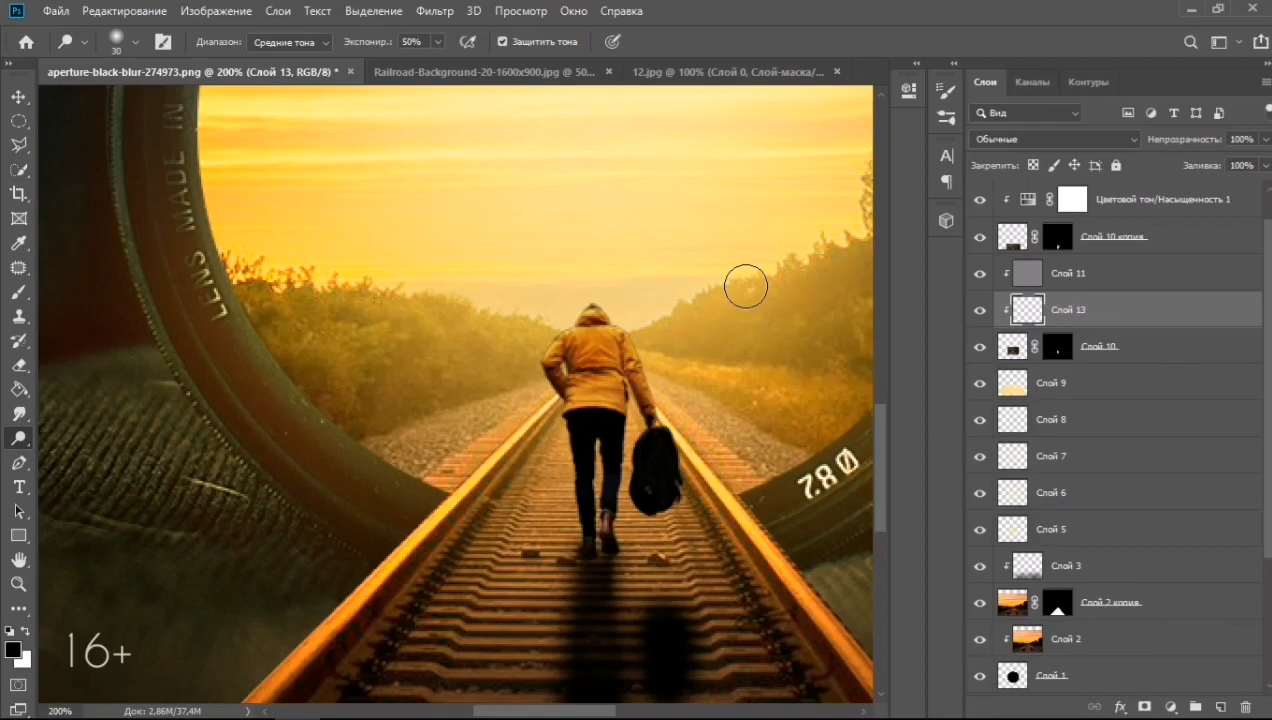 Ps Файл Редактирование Изображение Слои Текст Выделение Фильтр 3D Просмотр Окно Справка
30 Диапазон: Средние тона Экспонир.: 50% Защитить тона
aperture-black-blur-274973.png @ 200% (Слой 13, RGB/8) * × Railroad-Background-20-1600x900.jpg @ 50... × 12.jpg @ 100% (Слой 0, Слой-маска/... ×
Слои Каналы Контуры
Вид
Обычные Непрозрачность: 100%
Закрепить: Заливка: 100%
Цветовой тон/Насыщенность 1
Слой 10 копия
Слой 11
Слой 13
Слой 10
Слой 9
Слой 8
Слой 7
Слой 6
Слой 5
Слой 3
Слой 2 копия
Слой 2
Слой 1
LENS MADE IN
7.8 0
16+
200% Док: 2,86M/37,4M